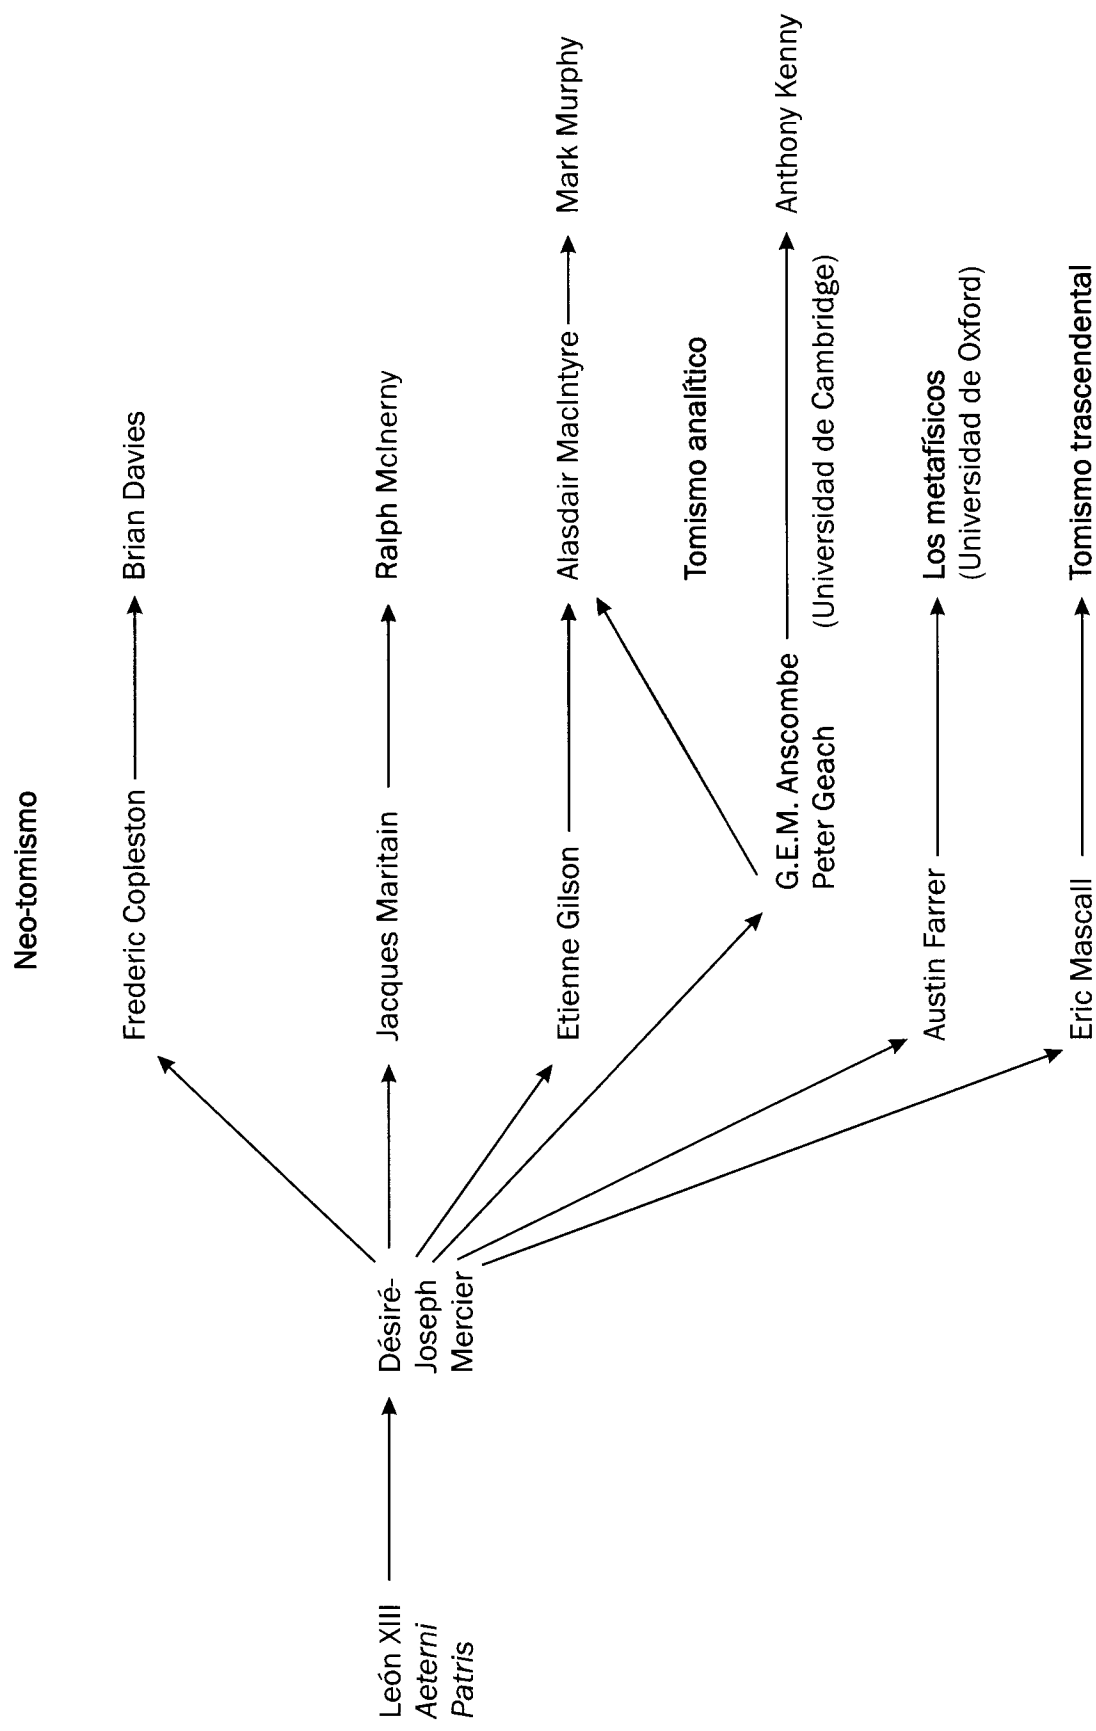 Neo-tomismo
Frederic Copleston
Brian Davies
León XIII
Aeterni
Patris
Désiré-
Joseph
Mercier
Jacques Maritain
Ralph McInerny
Etienne Gilson
Alasdair MacIntyre
Mark Murphy
Tomismo analítico
G.E.M. Anscombe
Peter Geach
(Universidad de Cambridge)
Anthony Kenny
Austin Farrer
Los metafísicos
(Universidad de Oxford)
Eric Mascall
Tomismo trascendental